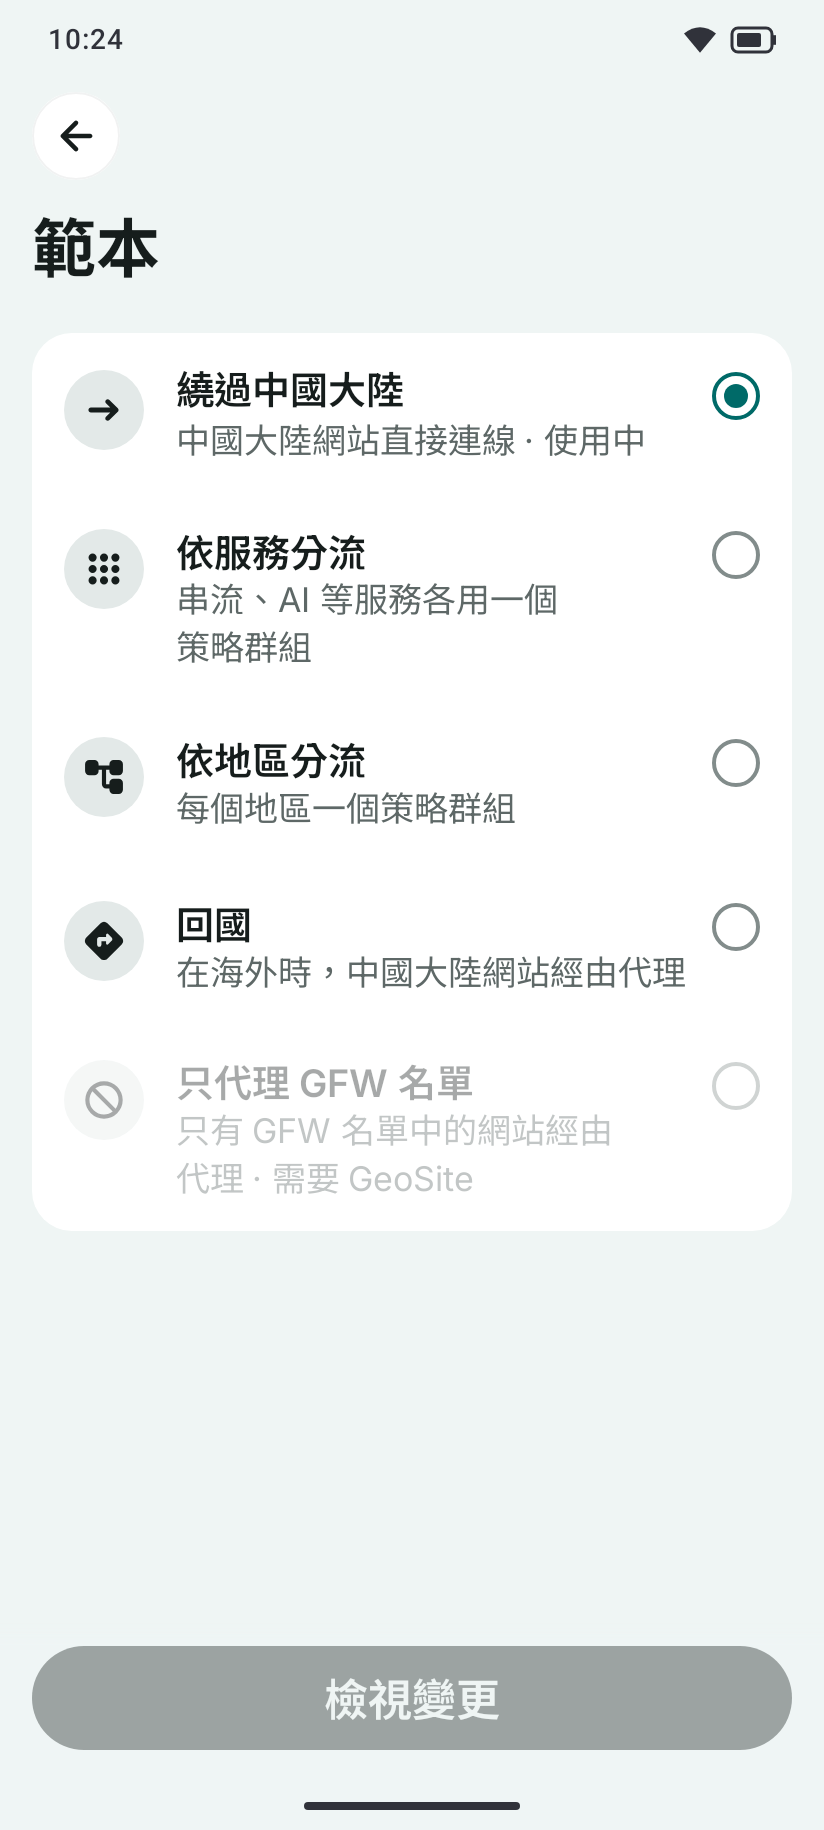 10:24
範本
繞過中國大陸
中國大陸網站直接連線 · 使用中
依服務分流
串流、AI 等服務各用一個
策略群組
依地區分流
每個地區一個策略群組
回國
在海外時，中國大陸網站經由代理
只代理 GFW 名單
只有 GFW 名單中的網站經由
代理 · 需要 GeoSite
檢視變更